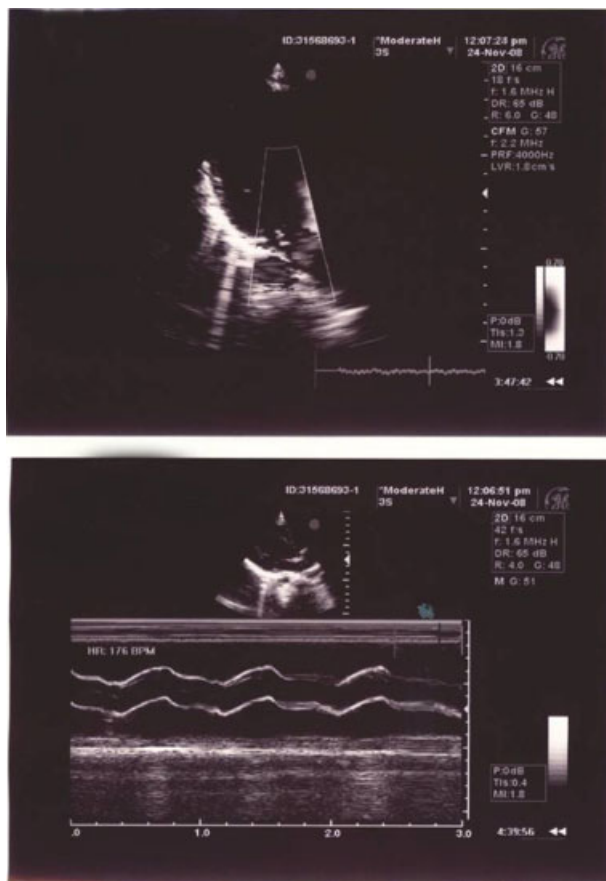 ID:31568693-1 "ModerateH 12:07:28 pm
3S 24-Nov-08
2D 16 cm
18 f/s
f: 1.6 MHz H
DR: 65 dB
R: 6.0 G: 48
CFM G: 57
f: 2.2 MHz
PRF:4000Hz
LVR:1.8cm/s
0.78
P:0dB
TIs:1.3
MI:1.8
-0.78
3:47:42
ID:31568693-1 "ModerateH 12:06:51 pm
3S 24-Nov-08
2D 16 cm
42 f/s
f: 1.6 MHz H
DR: 65 dB
R: 4.0 G: 48
M G: 51
HR: 176 BPM
P:0dB
TIs:0.4
MI:1.8
.0 1.0 2.0 3.0
4:39:56